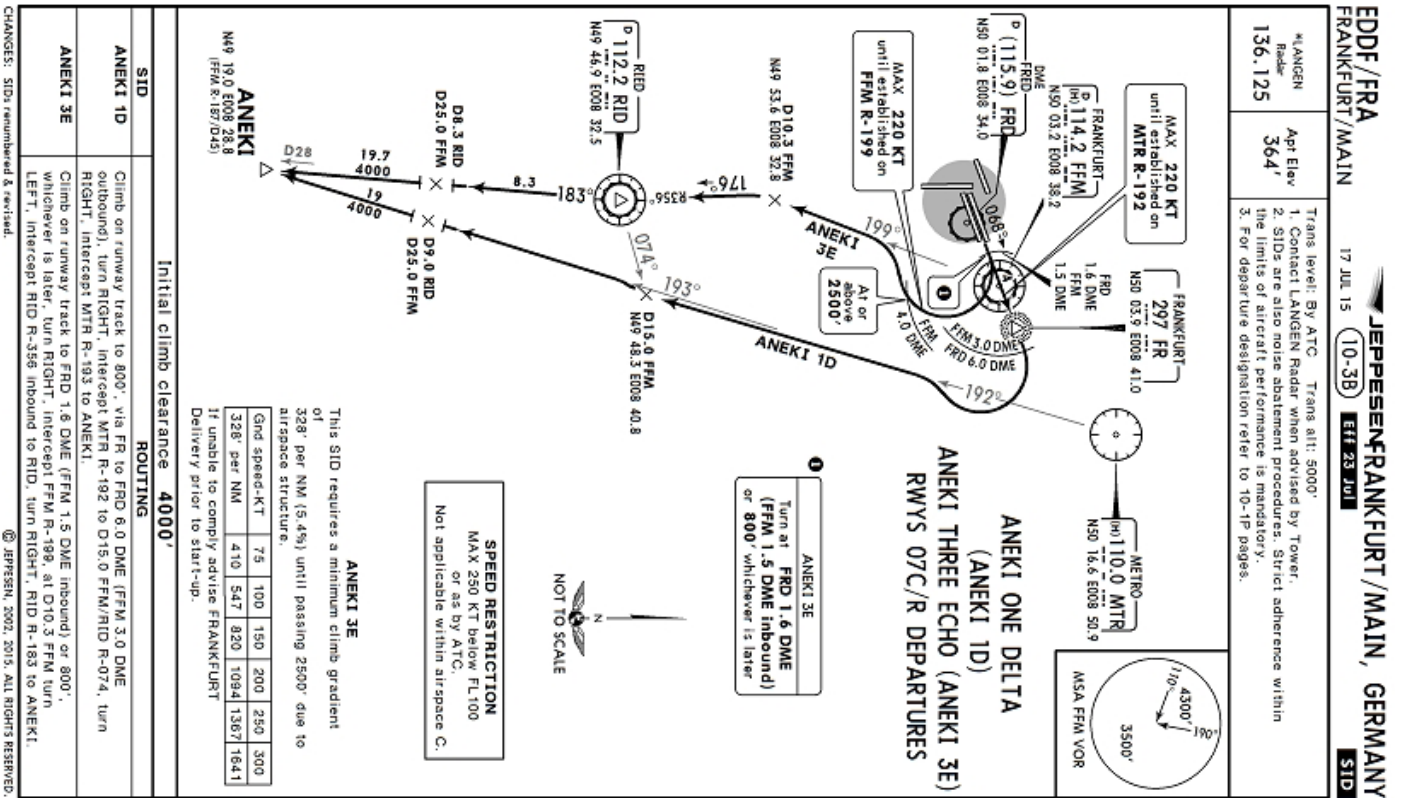 EDDF/FRA
FRANKFURT/MAIN
JEPPESEN
FRANKFURT/MAIN, GERMANY
17 JUL 15
10-3B
Eff 23 Jul
SID
*LANGEN
Radar
136.125
Apt Elev
364'
Trans level: By ATC Trans alt: 5000'
1. Contact LANGEN Radar when advised by Tower.
2. SIDs are also noise abatement procedures. Strict adherence within
the limits of aircraft performance is mandatory.
3. For departure designation refer to 10-1P pages.
MSA FFM VOR
4300'
3500'
110°
190°
ANEKI ONE DELTA
(ANEKI 1D)
ANEKI THREE ECHO (ANEKI 3E)
RWYS 07C/R DEPARTURES
METRO
(H) 110.0 MTR
N50 16.6 E008 50.9
FRANKFURT
297 FR
N50 03.9 E008 41.0
MAX 220 KT
until established on
MTR R-192
FRANKFURT
D
(H) 114.2 FFM
N50 03.2 E008 38.2
DME
FRED
D (115.9) FRD
N50 01.8 E008 34.0
MAX 220 KT
until established on
FFM R-199
FRD
1.6 DME
FFM
1.5 DME
068°
FFM 3.0 DME
FRD 6.0 DME
FFM
4.0 DME
192°
199°
1
At or
above
2500'
ANEKI
3E
ANEKI 1D
1
ANEKI 3E
Turn at FRD 1.6 DME
(FFM 1.5 DME inbound)
or 800' whichever is later
D10.3 FFM
N49 53.6 E008 32.8
176°
R356°
RIED
D 112.2 RID
N49 46.9 E008 32.5
183°
074°
193°
D15.0 FFM
N49 48.3 E008 40.8
N
NOT TO SCALE
8.3
D8.3 RID
D25.0 FFM
D9.0 RID
D25.0 FFM
19.7
4000
19
4000
D28
ANEKI
N49 19.0 E008 28.8
(FFM R-187/D45)
SPEED RESTRICTION
MAX 250 KT below FL100
or as by ATC.
Not applicable within airspace C.
ANEKI 3E
This SID requires a minimum climb gradient
of
328' per NM (5.4%) until passing 2500' due to
airspace structure.
Gnd speed-KT 75 100 150 200 250 300
328' per NM 410 547 820 1094 1367 1641
If unable to comply advise FRANKFURT
Delivery prior to start-up.
Initial climb clearance 4000'
SID ROUTING
ANEKI 1D Climb on runway track to 800', via FR to FRD 6.0 DME (FFM 3.0 DME
outbound), turn RIGHT, intercept MTR R-192 to D15.0 FFM/RID R-074, turn
RIGHT, intercept MTR R-193 to ANEKI.
ANEKI 3E Climb on runway track to FRD 1.6 DME (FFM 1.5 DME inbound) or 800',
whichever is later, turn RIGHT, intercept FFM R-199, at D10.3 FFM turn
LEFT, intercept RID R-356 inbound to RID, turn RIGHT, RID R-183 to ANEKI.
CHANGES: SIDs renumbered & revised.
© JEPPESEN, 2002, 2015. ALL RIGHTS RESERVED.